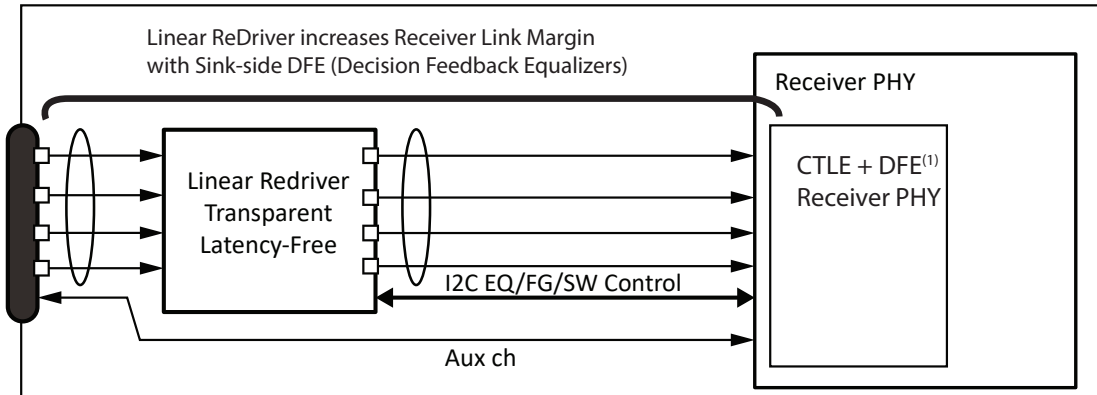 Linear ReDriver increases Receiver Link Margin
with Sink-side DFE (Decision Feedback Equalizers)
Receiver PHY
CTLE + DFE(1)
Receiver PHY
Linear Redriver
Transparent
Latency-Free
I2C EQ/FG/SW Control
Aux ch